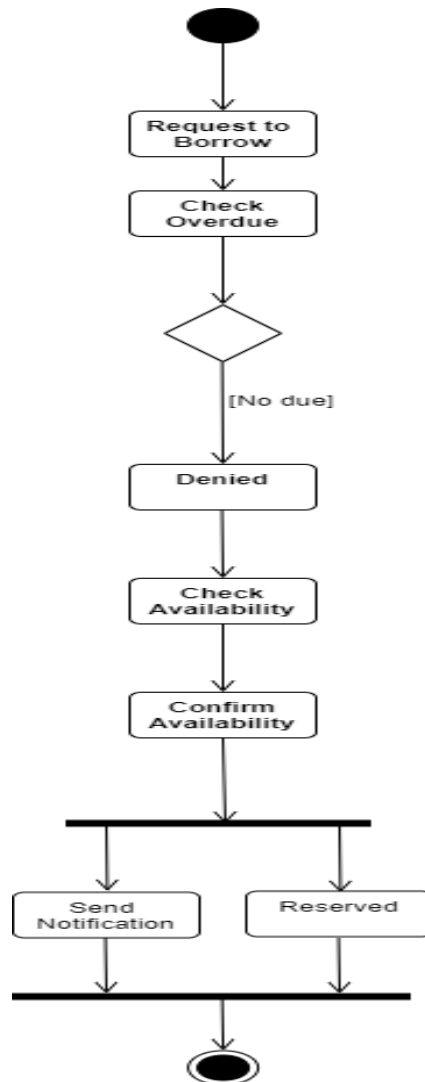 Request to
Borrow
Check
Overdue
[No due]
Denied
Check
Availability
Confirm
Availability
Send
Notification
Reserved